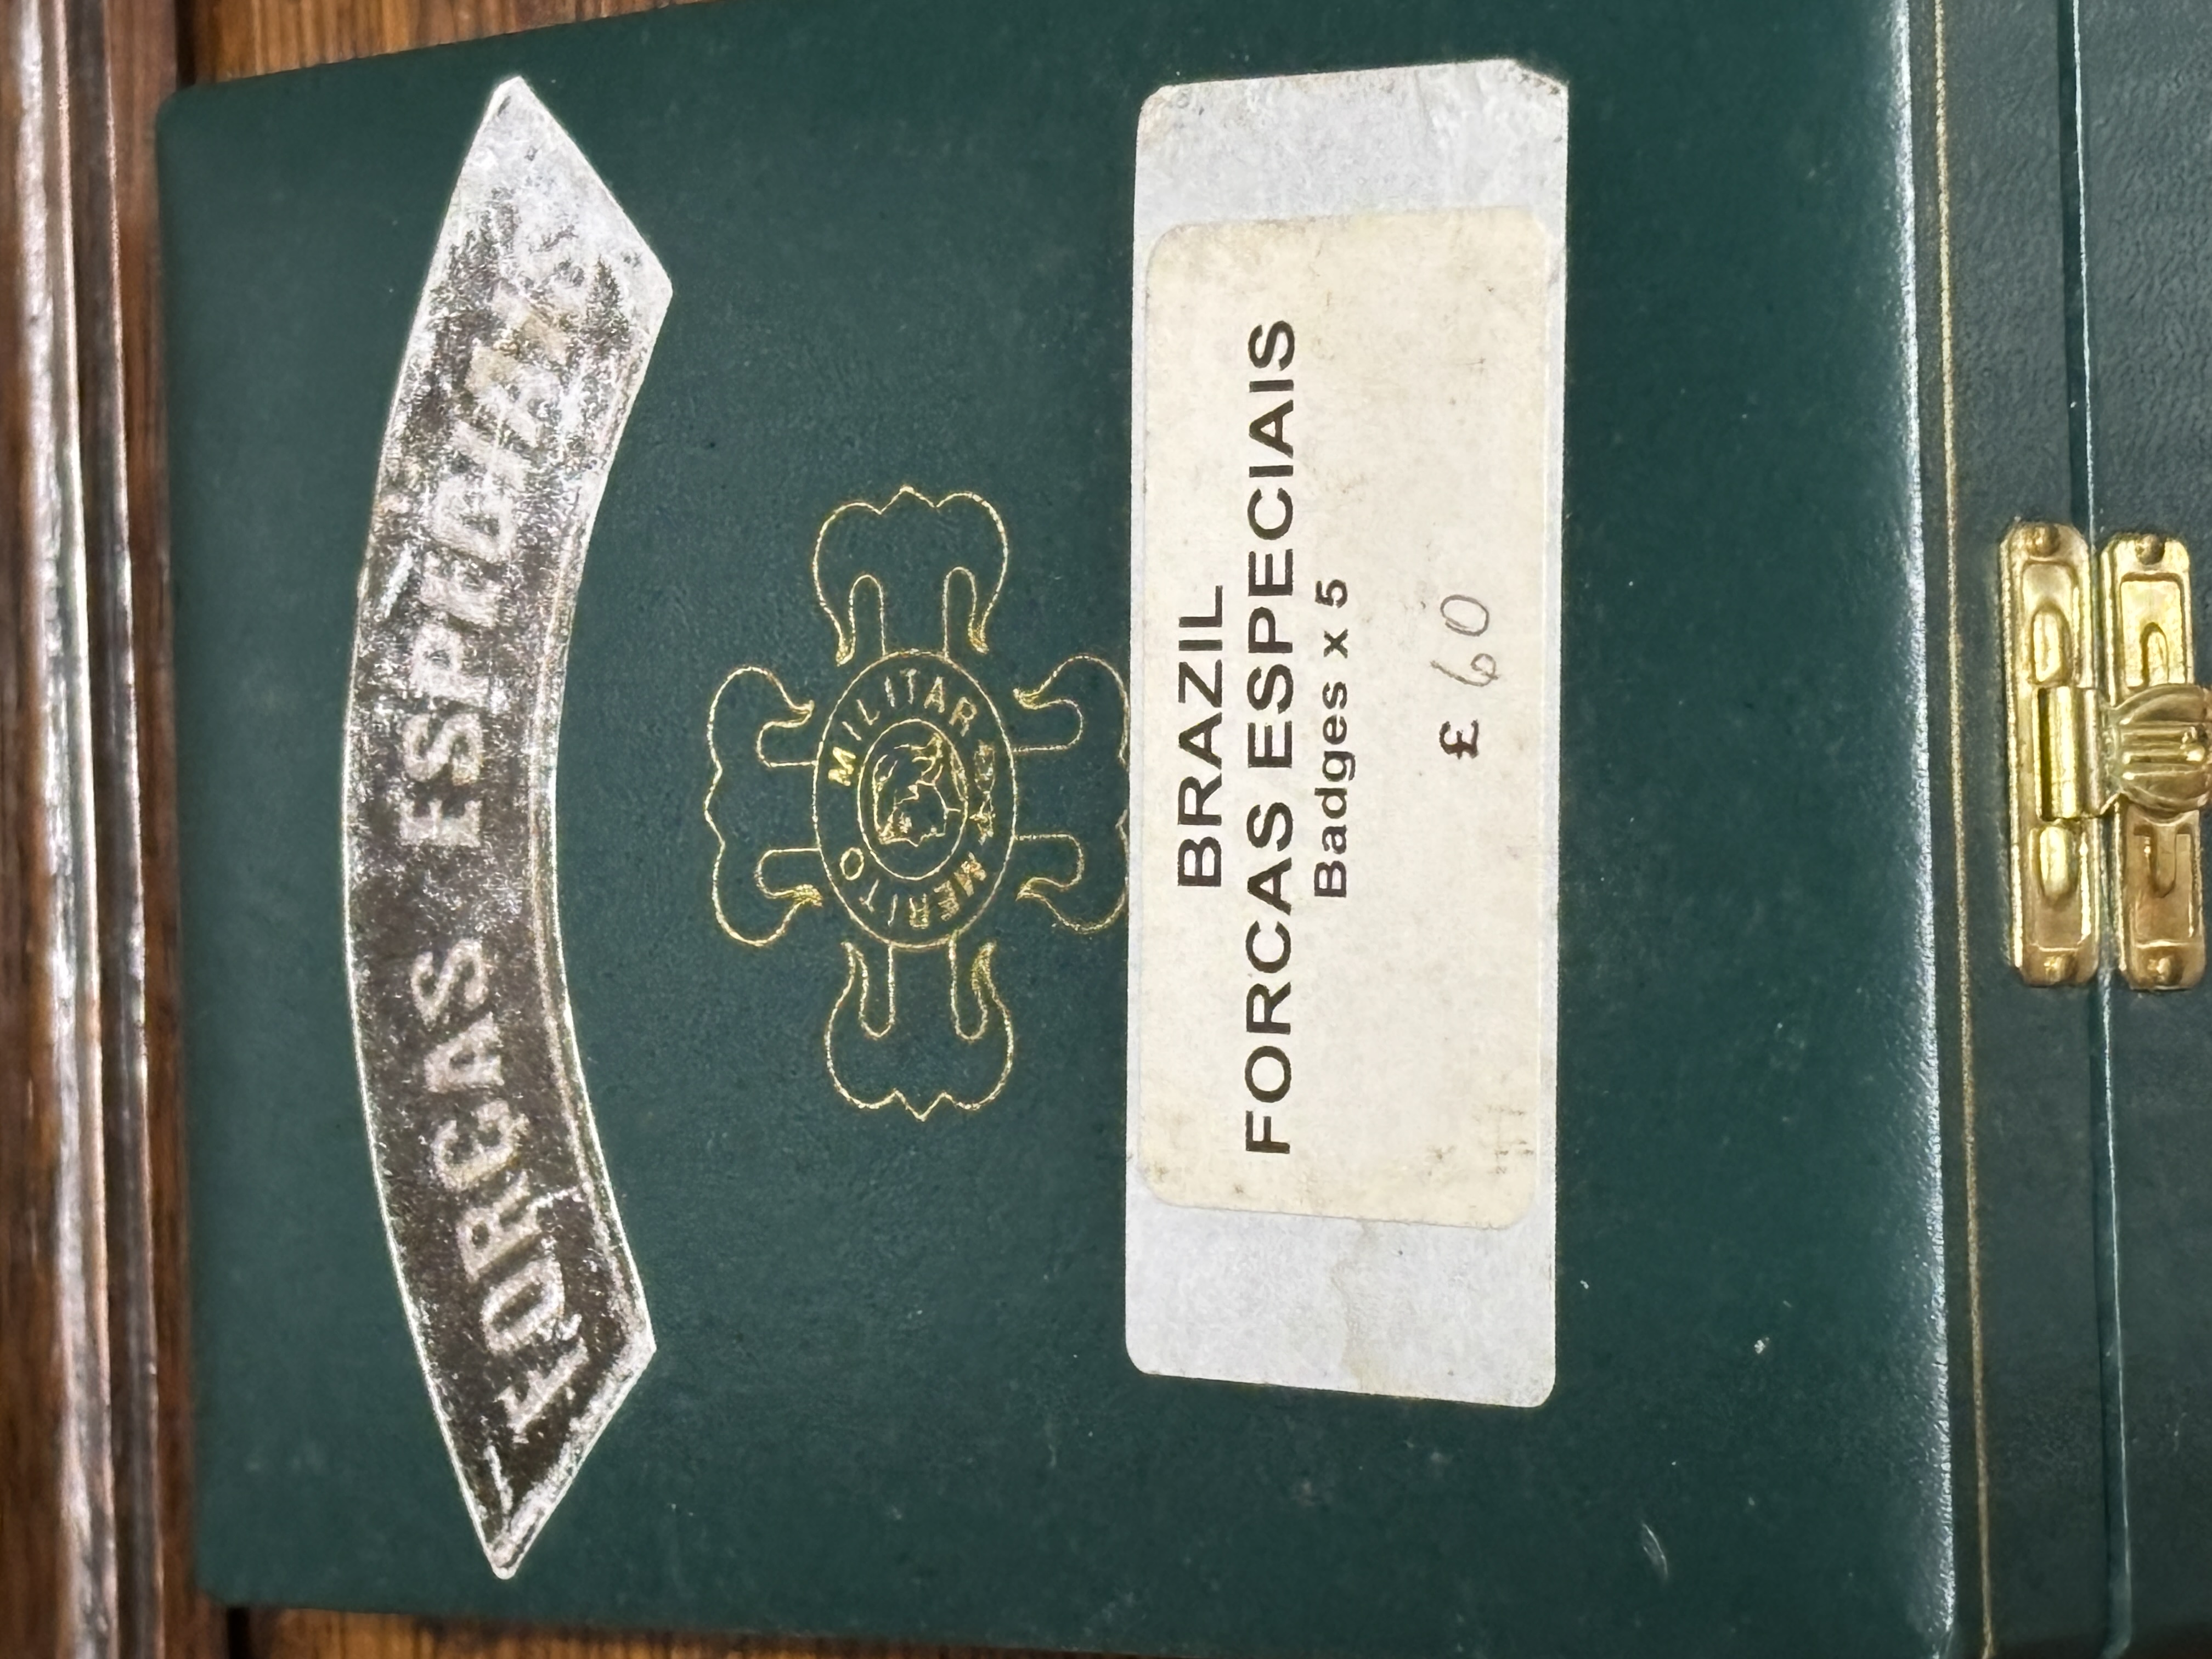 FORCAS ESPECIAIS
MERITO MILITAR
BRAZIL
FORCAS ESPECIAIS
Badges x 5
£ 60